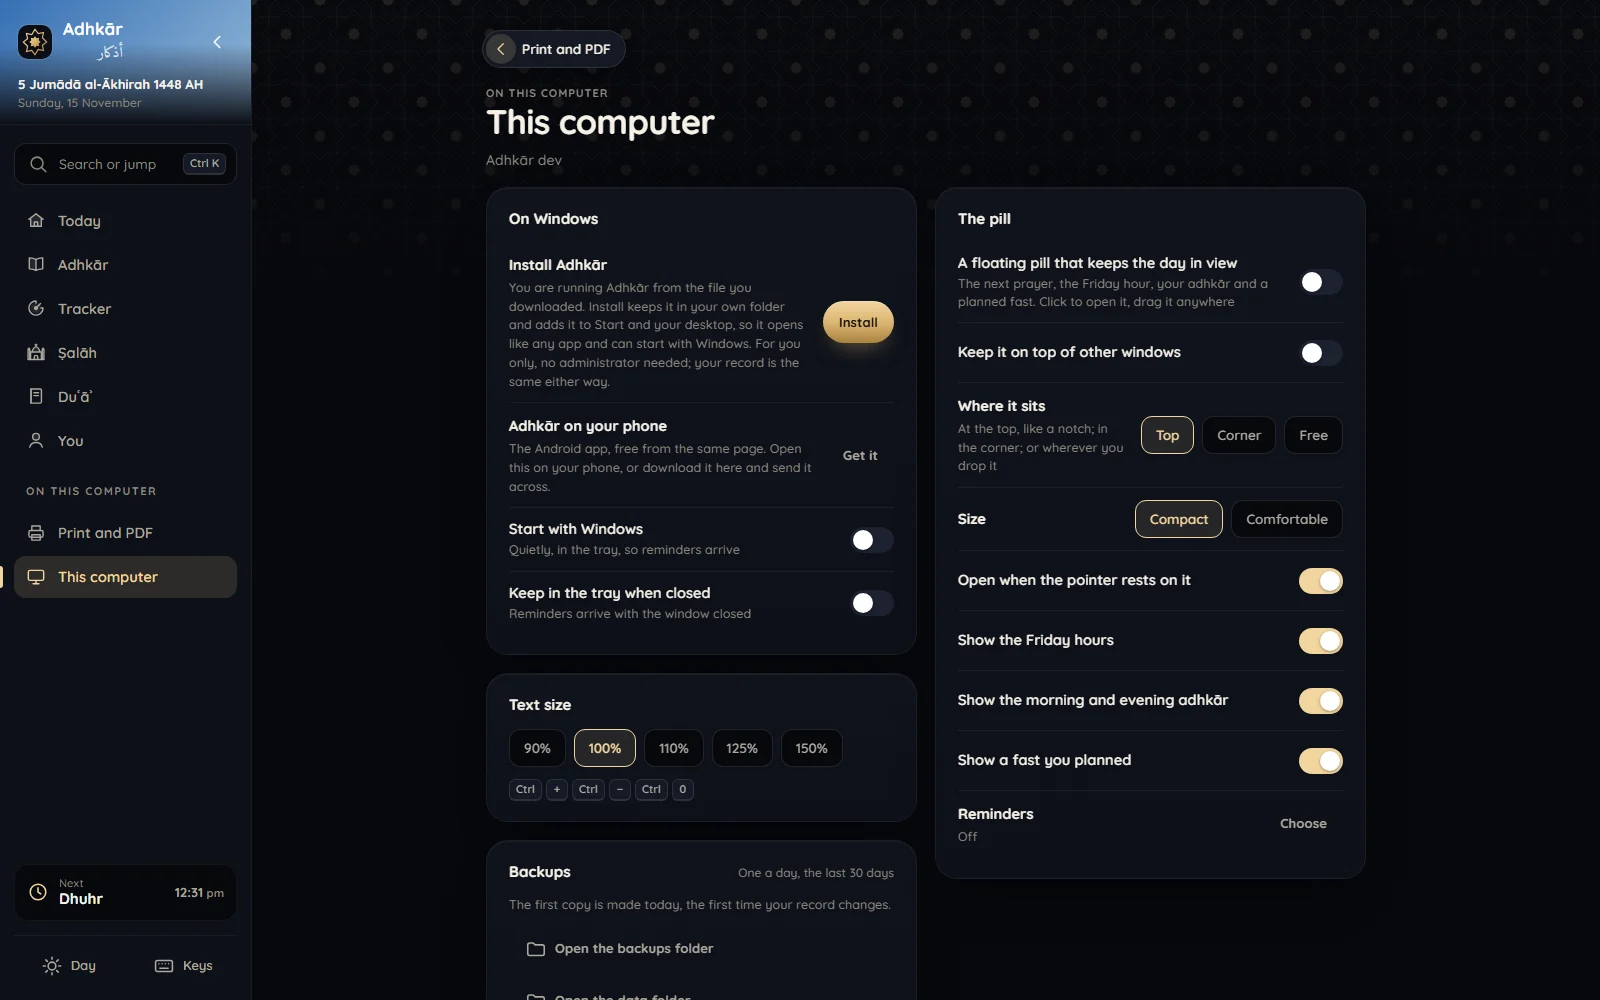 Adhkār
أذكار
5 Jumādā al-Ākhirah 1448 AH
Sunday, 15 November
Search or jump
Ctrl K
Today
Adhkār
Tracker
Ṣalāh
Duʿāʾ
You
ON THIS COMPUTER
Print and PDF
This computer
Next
Dhuhr
12:31 pm
Day
Keys
Print and PDF
ON THIS COMPUTER
This computer
Adhkār dev
On Windows
Install Adhkār
You are running Adhkār from the file you
downloaded. Install keeps it in your own folder
and adds it to Start and your desktop, so it opens
like any app and can start with Windows. For you
only, no administrator needed; your record is the
same either way.
Install
Adhkār on your phone
The Android app, free from the same page. Open
this on your phone, or download it here and send it
across.
Get it
Start with Windows
Quietly, in the tray, so reminders arrive
Keep in the tray when closed
Reminders arrive with the window closed
Text size
90%
100%
110%
125%
150%
Ctrl + Ctrl − Ctrl 0
Backups
One a day, the last 30 days
The first copy is made today, the first time your record changes.
Open the backups folder
Open the data folder
The pill
A floating pill that keeps the day in view
The next prayer, the Friday hour, your adhkār and a
planned fast. Click to open it, drag it anywhere
Keep it on top of other windows
Where it sits
At the top, like a notch; in
the corner; or wherever you
drop it
Top
Corner
Free
Size
Compact
Comfortable
Open when the pointer rests on it
Show the Friday hours
Show the morning and evening adhkār
Show a fast you planned
Reminders
Off
Choose